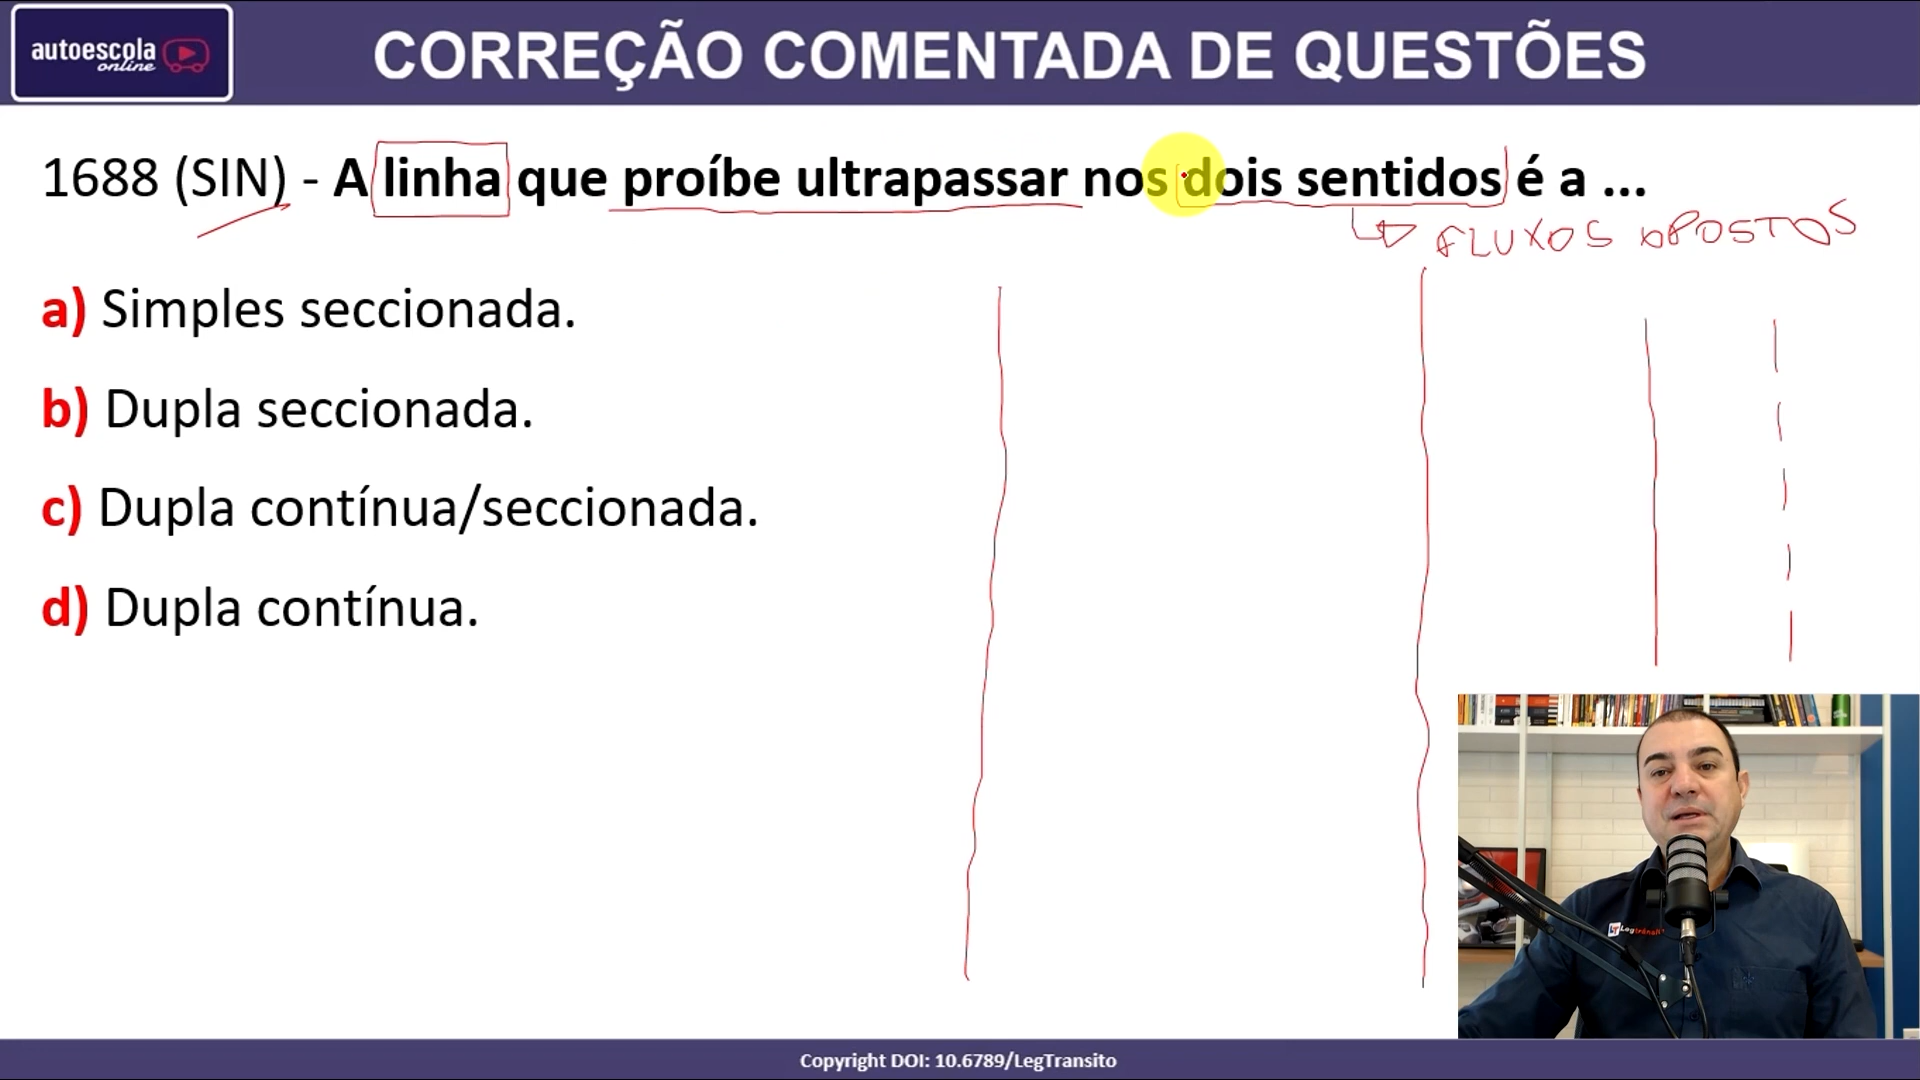 autoescola
online
CORREÇÃO COMENTADA DE QUESTÕES
1688 (SIN) - A linha que proíbe ultrapassar nos dois sentidos é a ...
FLUXOS OPOSTOS
a) Simples seccionada.
b) Dupla seccionada.
c) Dupla contínua/seccionada.
d) Dupla contínua.
Legtrânsito
Copyright DOI: 10.6789/LegTransito